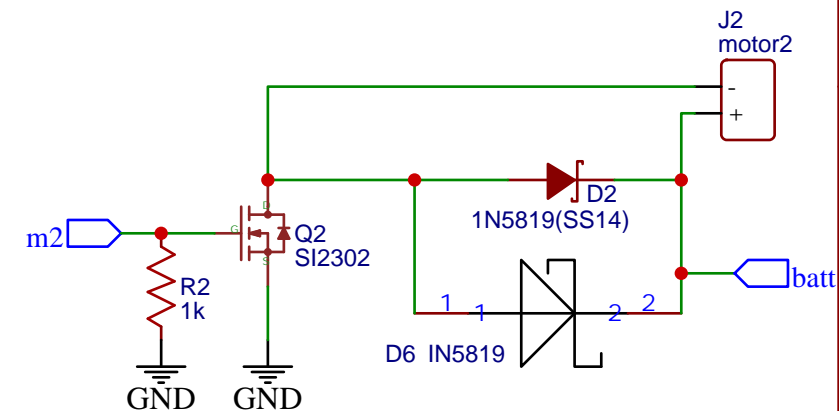 J2
motor2
-
+
D2
1N5819(SS14)
m2
G
D
S
Q2
SI2302
R2
1k
batt
1 1 2 2
D6 IN5819
GND GND